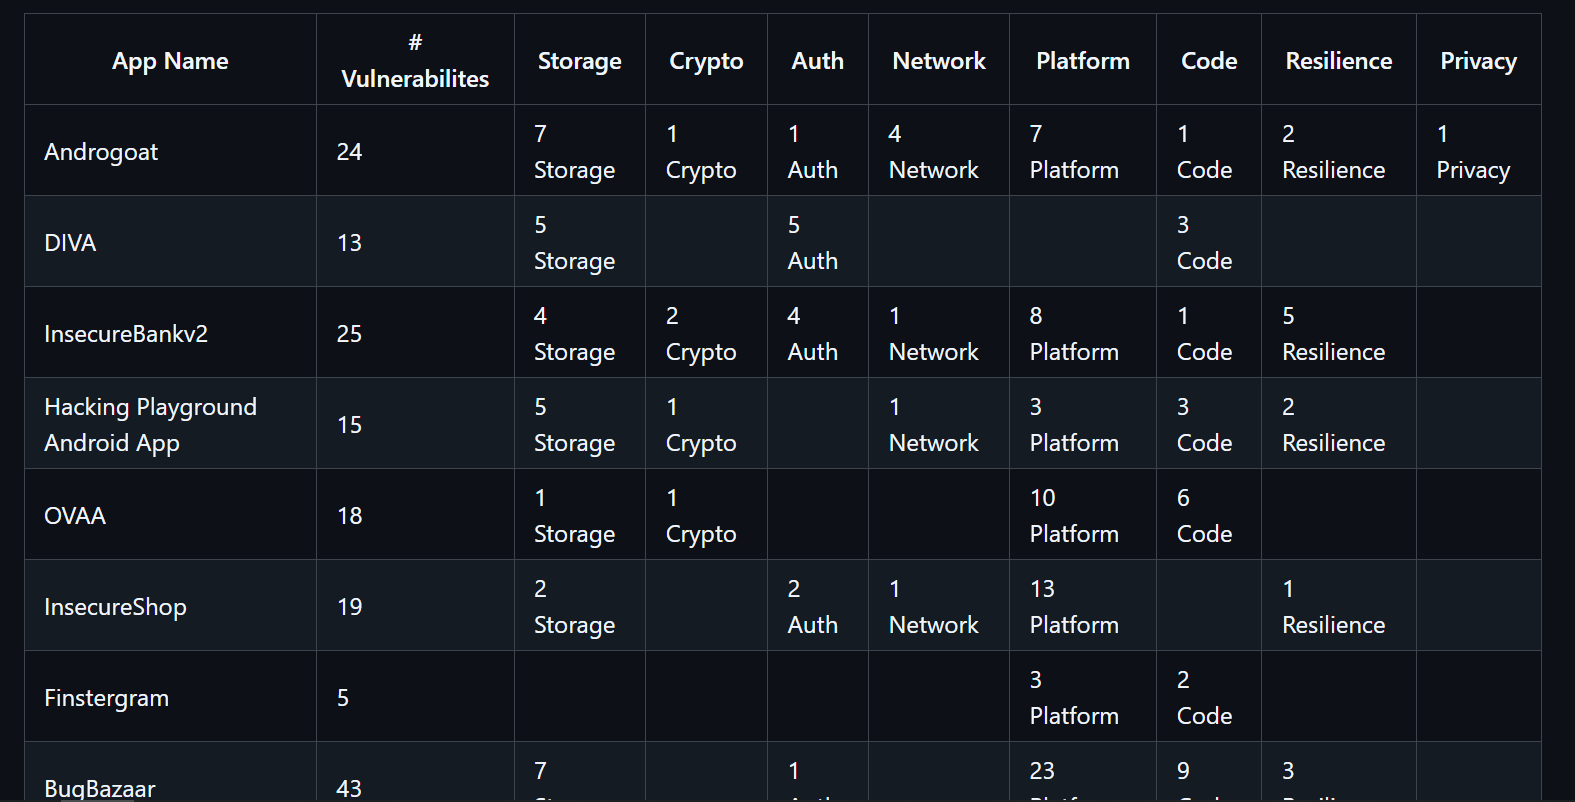 App Name
#
Vulnerabilites
Storage
Crypto
Auth
Network
Platform
Code
Resilience
Privacy
Androgoat
24
7
Storage
1
Crypto
1
Auth
4
Network
7
Platform
1
Code
2
Resilience
1
Privacy
DIVA
13
5
Storage
5
Auth
3
Code
InsecureBankv2
25
4
Storage
2
Crypto
4
Auth
1
Network
8
Platform
1
Code
5
Resilience
Hacking Playground
Android App
15
5
Storage
1
Crypto
1
Network
3
Platform
3
Code
2
Resilience
OVAA
18
1
Storage
1
Crypto
10
Platform
6
Code
InsecureShop
19
2
Storage
2
Auth
1
Network
13
Platform
1
Resilience
Finstergram
5
3
Platform
2
Code
BugBazaar
43
7
1
23
9
3